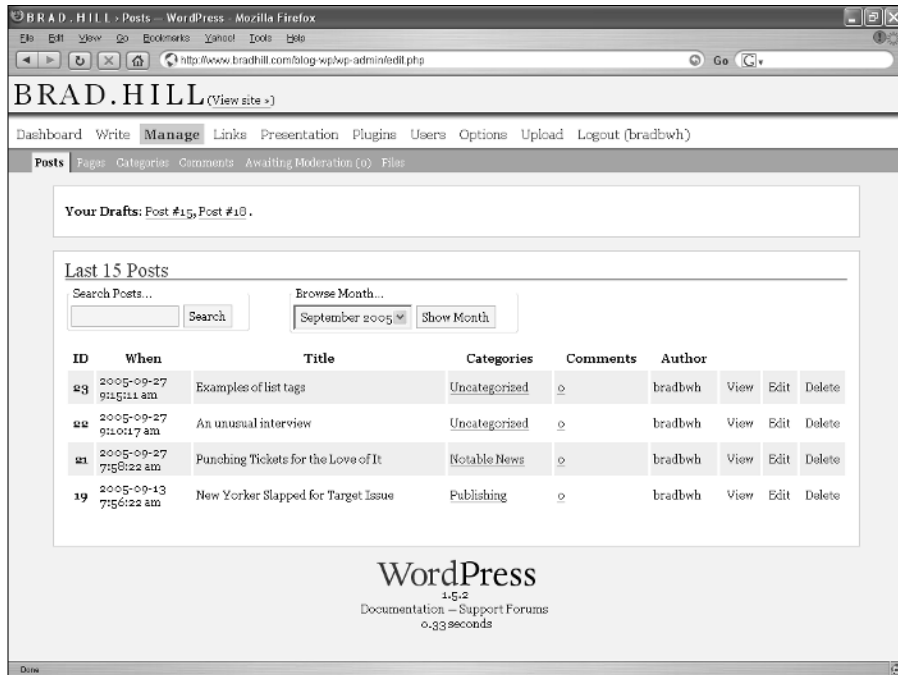 BRAD.HILL › Posts — WordPress - Mozilla Firefox
File Edit View Go Bookmarks Yahoo! Tools Help
http://www.bradhill.com/blog-wp/wp-admin/edit.php Go G
BRAD.HILL (View site »)
Dashboard Write Manage Links Presentation Plugins Users Options Upload Logout (bradbwh)
Posts Pages Categories Comments Awaiting Moderation (0) Files
Your Drafts: Post #15, Post #18 .
Last 15 Posts
Search Posts... Browse Month...
Search September 2005 Show Month
ID When Title Categories Comments Author
23 2005-09-27 9:15:11 am Examples of list tags Uncategorized 0 bradbwh View Edit Delete
22 2005-09-27 9:10:17 am An unusual interview Uncategorized 0 bradbwh View Edit Delete
21 2005-09-27 7:58:22 am Punching Tickets for the Love of It Notable News 0 bradbwh View Edit Delete
19 2005-09-13 7:56:22 am New Yorker Slapped for Target Issue Publishing 0 bradbwh View Edit Delete
WordPress
1.5.2
Documentation — Support Forums
0.33 seconds
Done